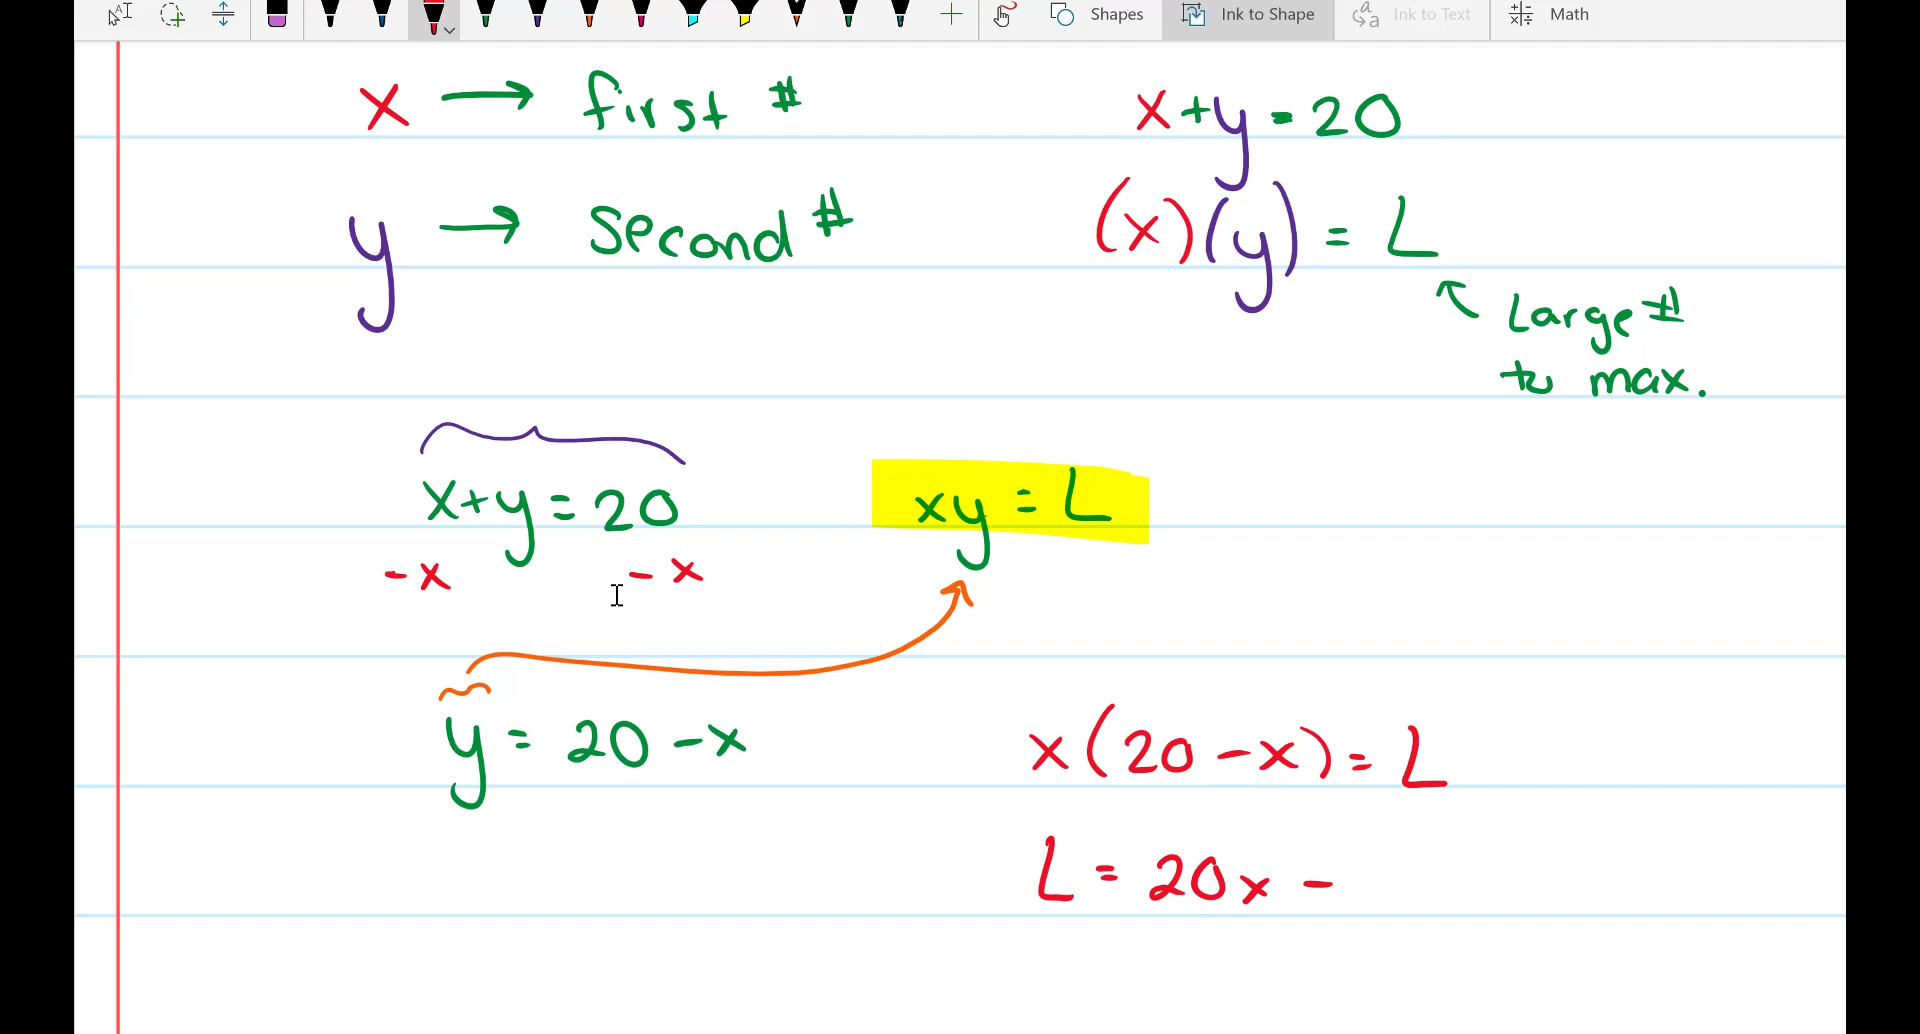 Shapes Ink to Shape Ink to Text Math
x → first #
x+y=20
y → Second #
(x)(y) = L
Large #
to max.
x+y=20
xy = L
-x -x
y = 20-x
x(20-x)=L
L = 20x -